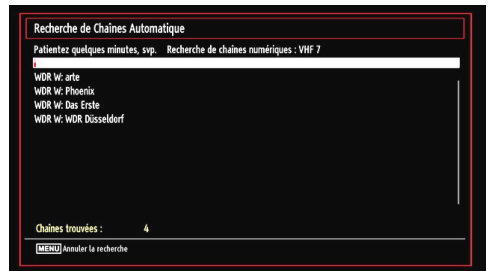 Recherche de Chaînes Automatique
Patientez quelques minutes, svp. Recherche de chaînes numériques : VHF 7
WDR W: arte
WDR W: Phoenix
WDR W: Das Erste
WDR W: WDR Düsseldorf
Chaînes trouvées : 4
MENU Annuler la recherche